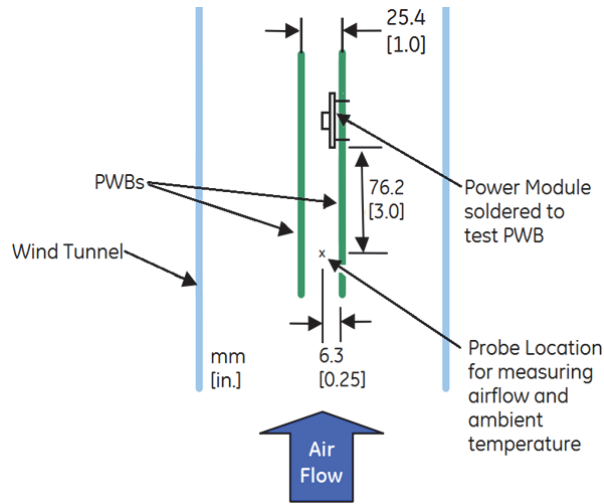 25.4
[1.0]
PWBs
76.2
[3.0]
Power Module
soldered to
test PWB
Wind Tunnel
x
mm
[in.]
6.3
[0.25]
Probe Location
for measuring
airflow and
ambient
temperature
Air
Flow